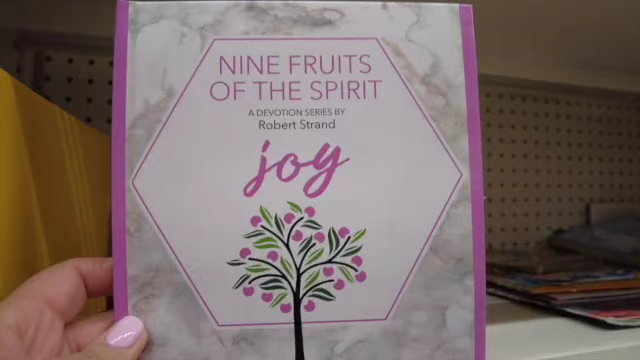 NINE FRUITS
OF THE SPIRIT
A DEVOTION SERIES BY
Robert Strand
joy